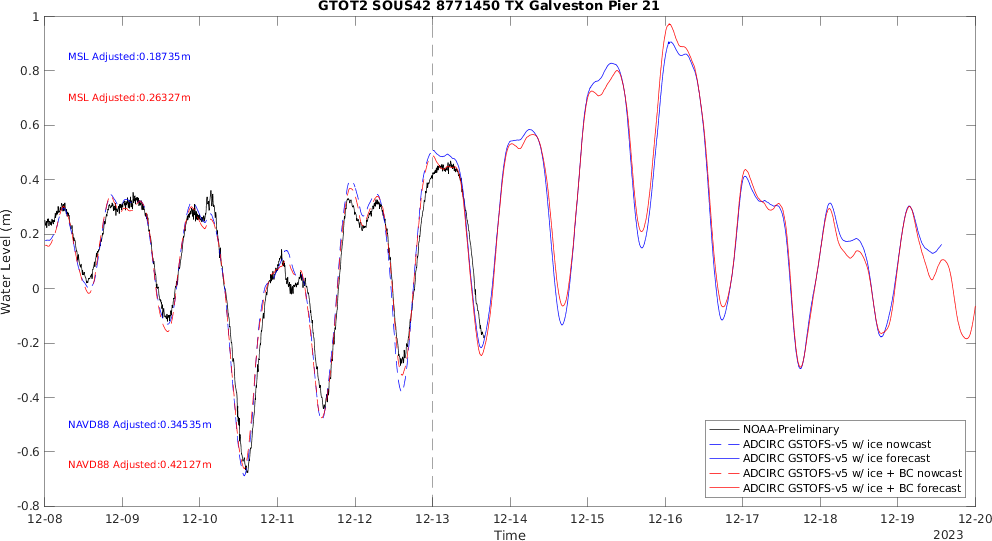 GTOT2 SOUS42 8771450 TX Galveston Pier 21
MSL Adjusted:0.18735m
MSL Adjusted:0.26327m
NAVD88 Adjusted:0.34535m
NAVD88 Adjusted:0.42127m
Water Level (m)
1
0.8
0.6
0.4
0.2
0
-0.2
-0.4
-0.6
-0.8
NOAA-Preliminary
ADCIRC GSTOFS-v5 w/ ice nowcast
ADCIRC GSTOFS-v5 w/ ice forecast
ADCIRC GSTOFS-v5 w/ ice + BC nowcast
ADCIRC GSTOFS-v5 w/ ice + BC forecast
12-08 12-09 12-10 12-11 12-12 12-13 12-14 12-15 12-16 12-17 12-18 12-19 12-20
Time
2023